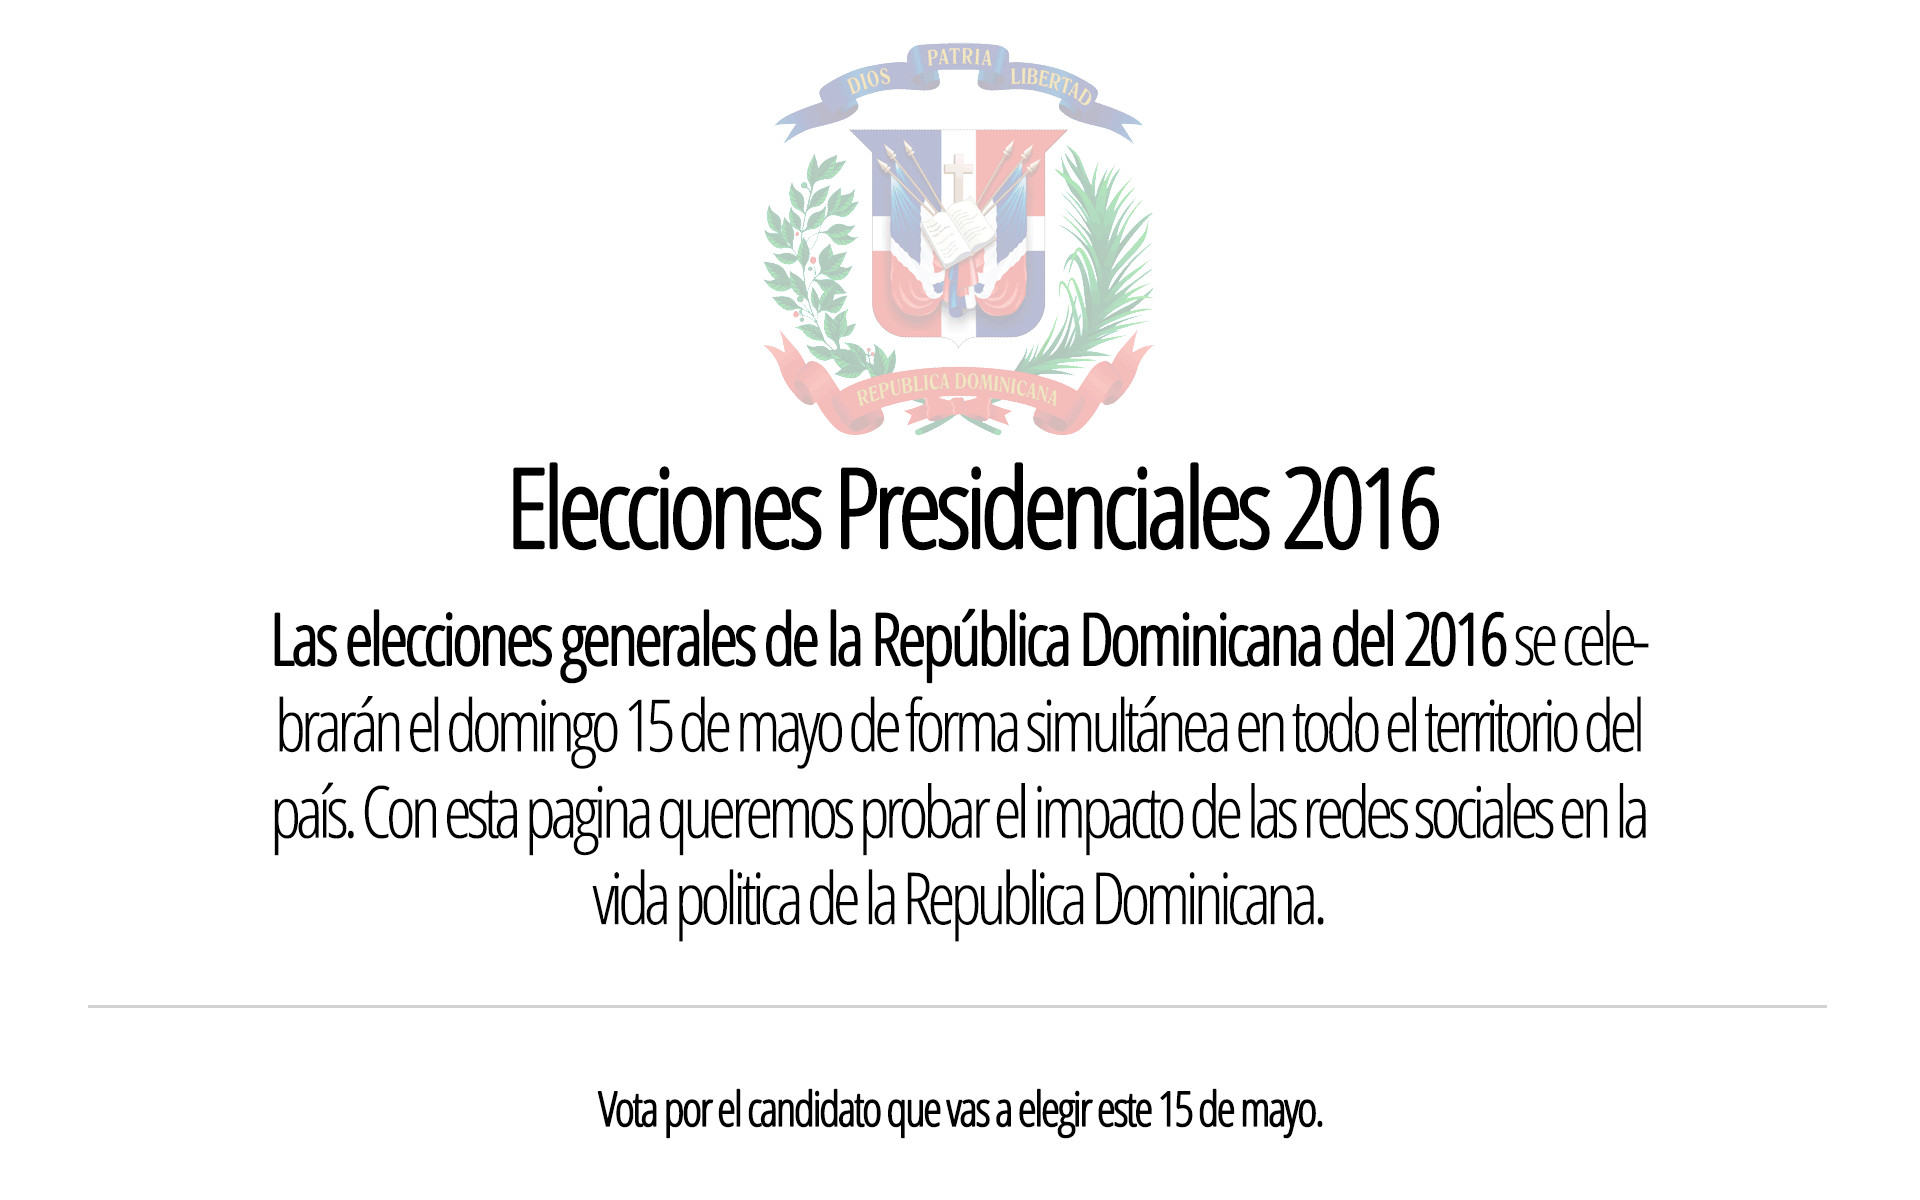 DIOS PATRIA LIBERTAD
REPUBLICA DOMINICANA
Elecciones Presidenciales 2016
Las elecciones generales de la República Dominicana del 2016 se cele-
brarán el domingo 15 de mayo de forma simultánea en todo el territorio del
país. Con esta pagina queremos probar el impacto de las redes sociales en la
vida politica de la Republica Dominicana.
Vota por el candidato que vas a elegir este 15 de mayo.